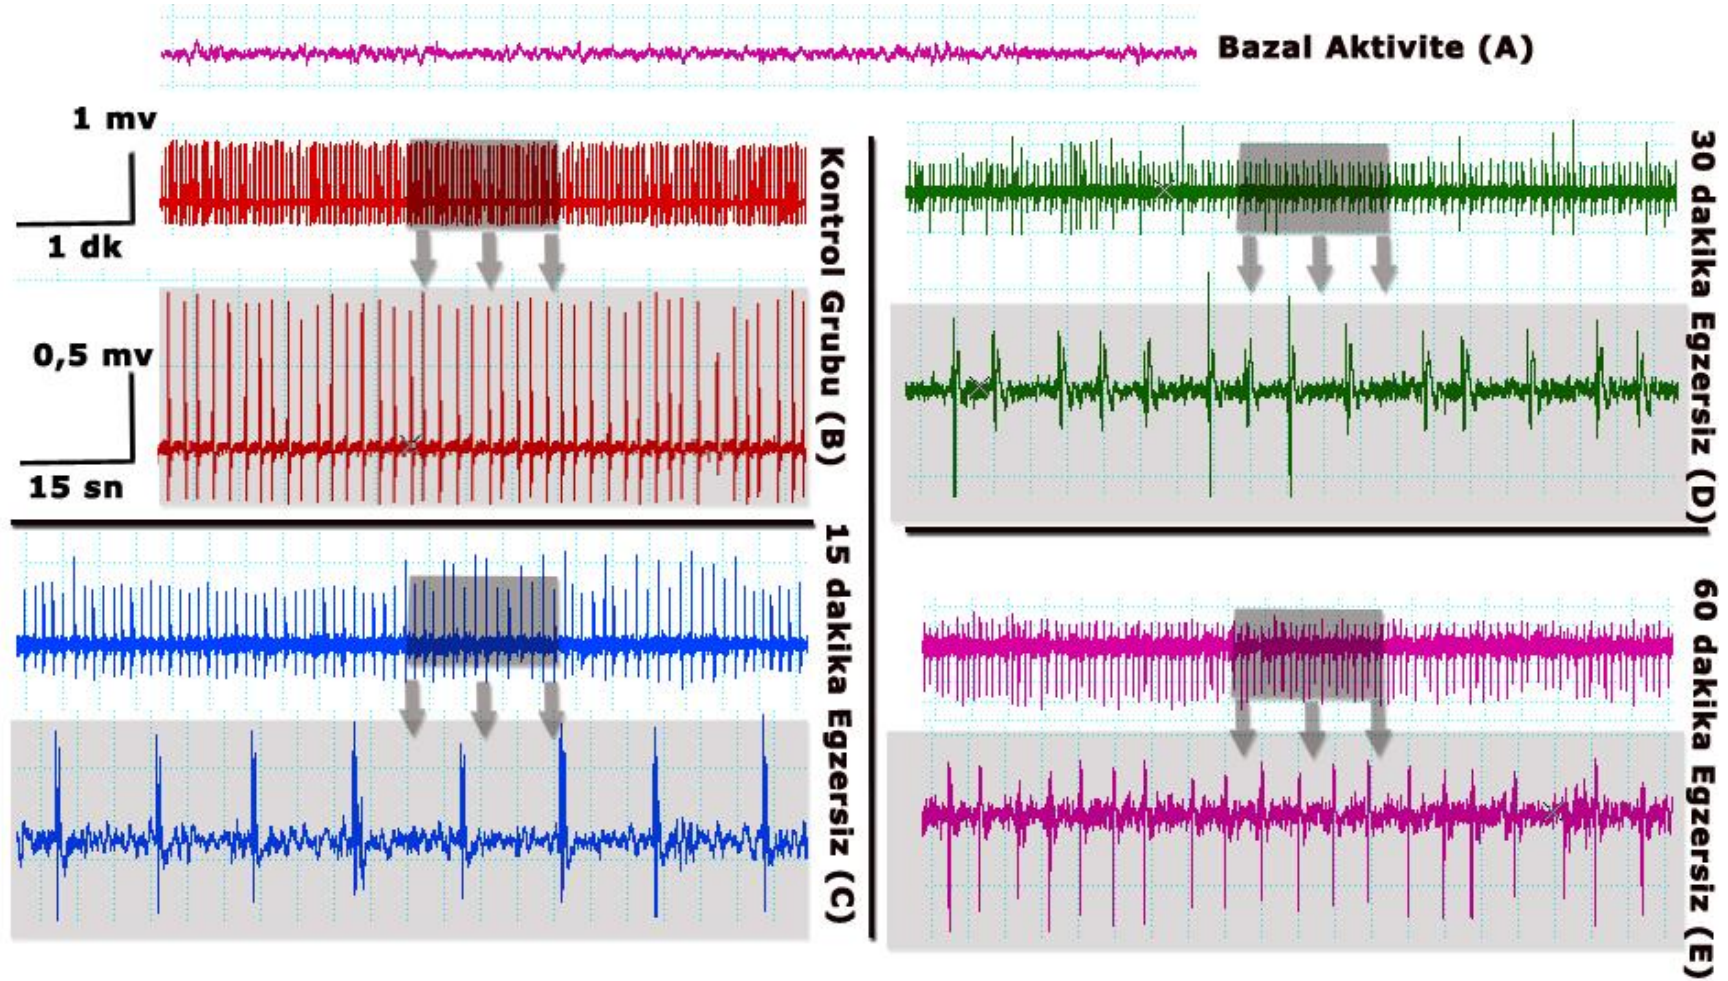 Bazal Aktivite (A)
1 mv
1 dk
Kontrol Grubu (B)
0,5 mv
15 sn
15 dakika Egzersiz (C)
30 dakika Egzersiz (D)
60 dakika Egzersiz (E)